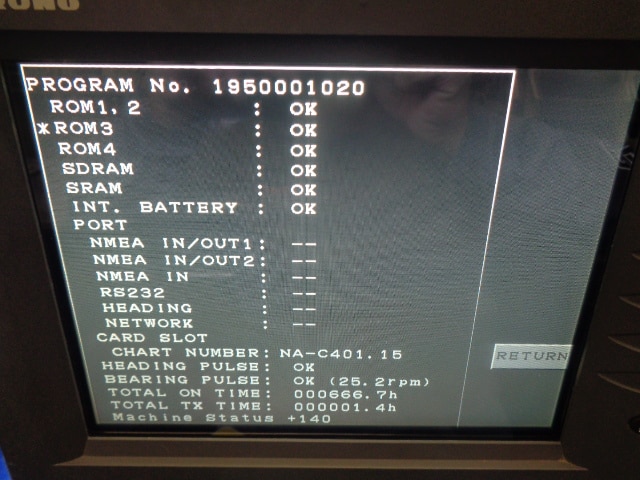 PROGRAM No. 1950001020
ROM1, 2 : OK
*ROM3 : OK
ROM4 : OK
SDRAM : OK
SRAM : OK
INT. BATTERY : OK
PORT
NMEA IN/OUT1: --
NMEA IN/OUT2: --
NMEA IN : --
RS232 : --
HEADING : --
NETWORK : --
CARD SLOT
CHART NUMBER: NA-C401.15
RETURN
HEADING PULSE: OK
BEARING PULSE: OK (25.2rpm)
TOTAL ON TIME: 000666.7h
TOTAL TX TIME: 000001.4h
Machine Status +140